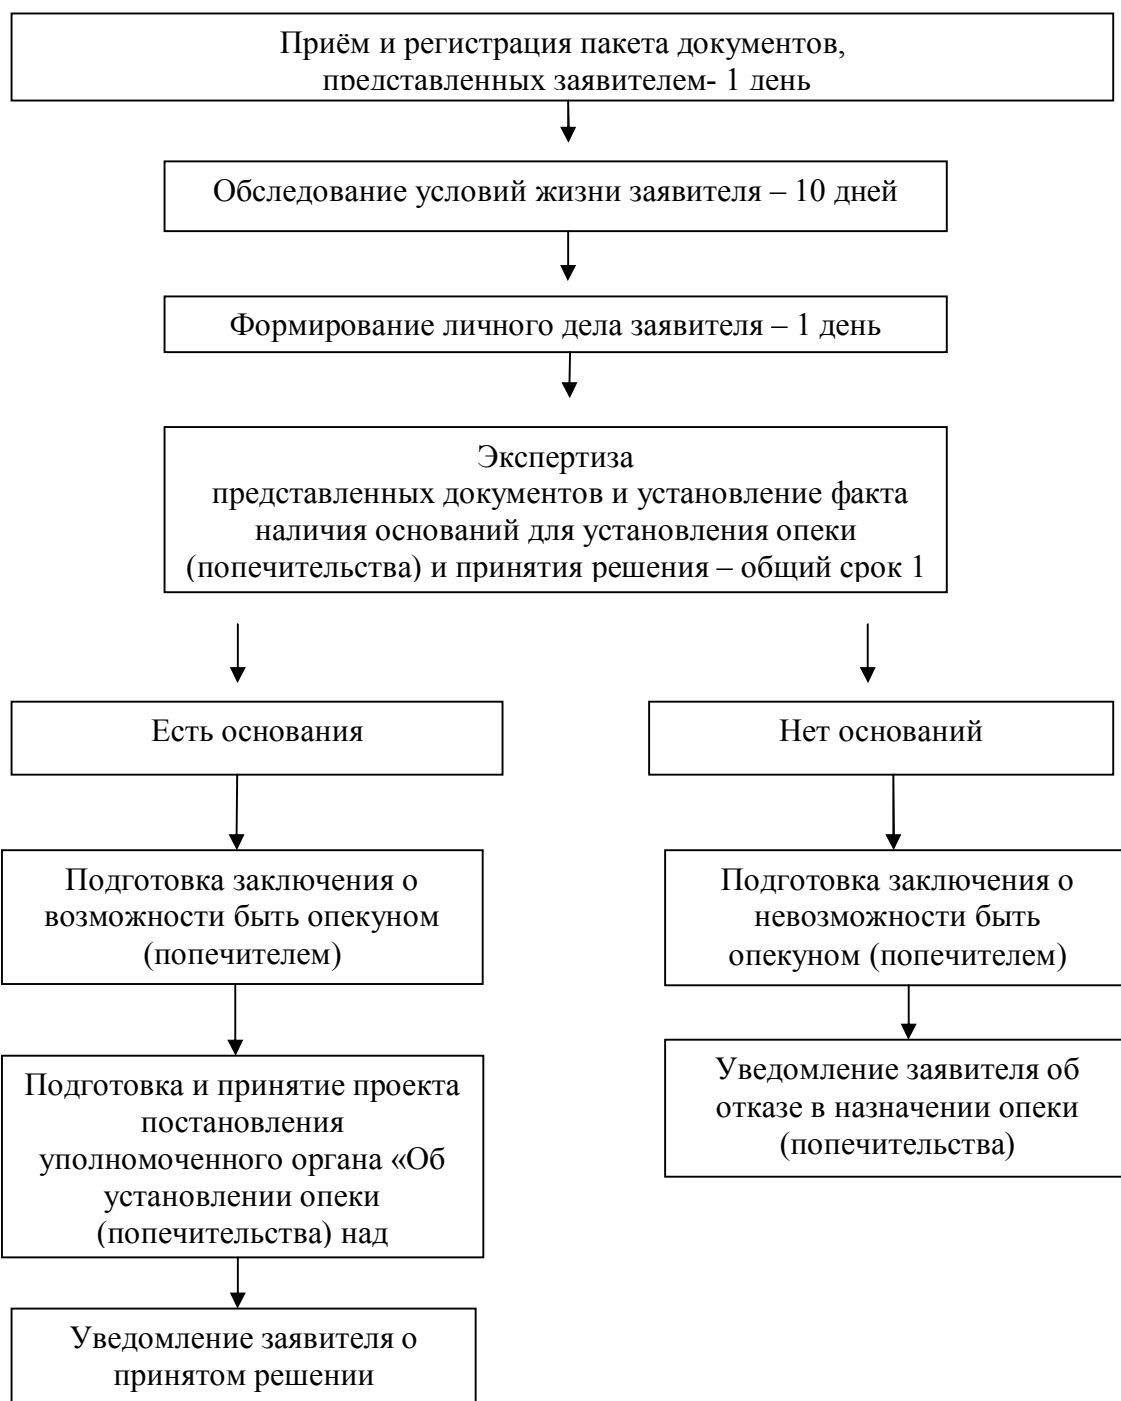 Приём и регистрация пакета документов,
представленных заявителем- 1 день
Обследование условий жизни заявителя – 10 дней
Формирование личного дела заявителя – 1 день
Экспертиза
представленных документов и установление факта
наличия оснований для установления опеки
(попечительства) и принятия решения – общий срок 1
Есть основания
Нет оснований
Подготовка заключения о
возможности быть опекуном
(попечителем)
Подготовка заключения о
невозможности быть
опекуном (попечителем)
Подготовка и принятие проекта
постановления
уполномоченного органа «Об
установлении опеки
(попечительства) над
Уведомление заявителя об
отказе в назначении опеки
(попечительства)
Уведомление заявителя о
принятом решении